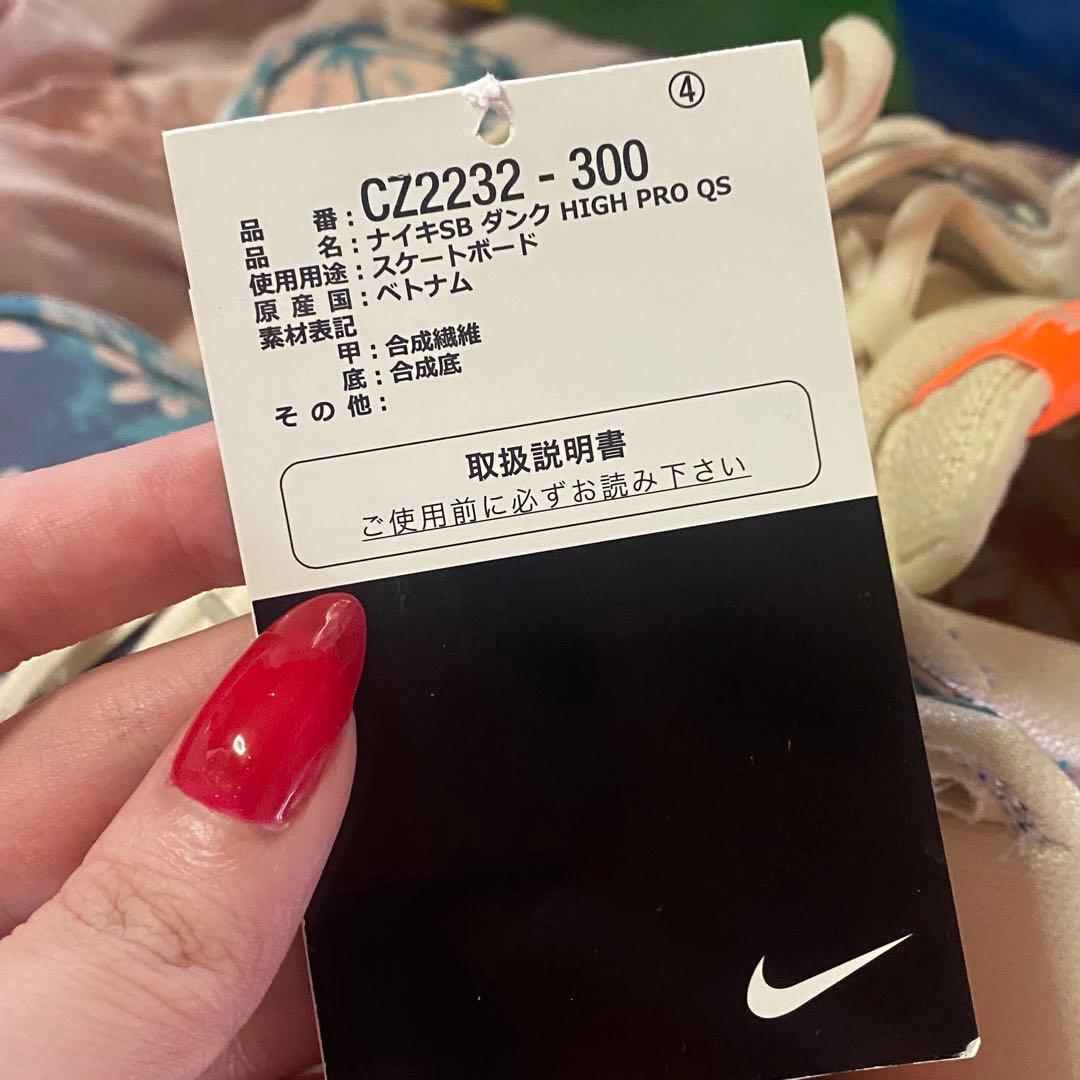 ④
品番：CZ2232 - 300
品名：ナイキSB ダンク HIGH PRO QS
使用用途：スケートボード
原産国：ベトナム
素材表記
甲：合成繊維
底：合成底
その他：
取扱説明書
ご使用前に必ずお読み下さい